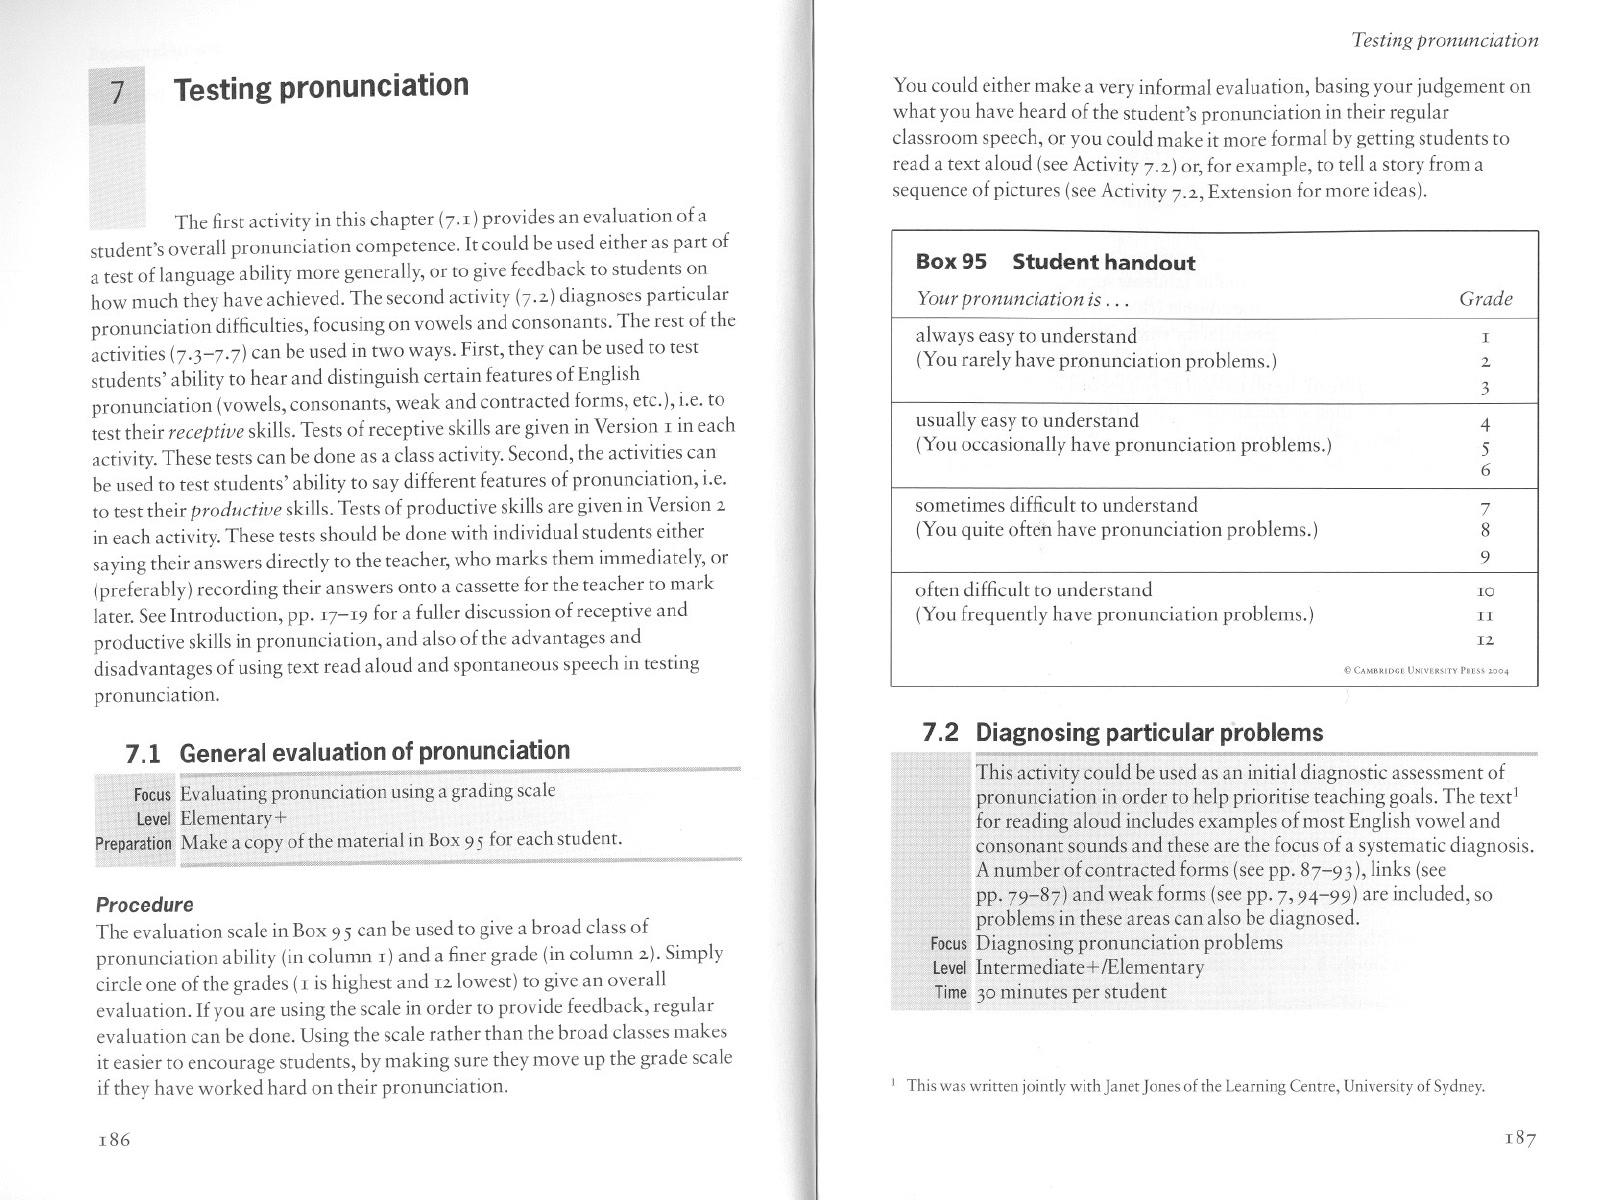 7 Testing pronunciation
The first activity in this chapter (7.1) provides an evaluation of a
student's overall pronunciation competence. It could be used either as part of
a test of language ability more generally, or to give feedback to students on
how much they have achieved. The second activity (7.2) diagnoses particular
pronunciation difficulties, focusing on vowels and consonants. The rest of the
activities (7.3–7.7) can be used in two ways. First, they can be used to test
students' ability to hear and distinguish certain features of English
pronunciation (vowels, consonants, weak and contracted forms, etc.), i.e. to
test their receptive skills. Tests of receptive skills are given in Version 1 in each
activity. These tests can be done as a class activity. Second, the activities can
be used to test students' ability to say different features of pronunciation, i.e.
to test their productive skills. Tests of productive skills are given in Version 2
in each activity. These tests should be done with individual students either
saying their answers directly to the teacher, who marks them immediately, or
(preferably) recording their answers onto a cassette for the teacher to mark
later. See Introduction, pp. 17–19 for a fuller discussion of receptive and
productive skills in pronunciation, and also of the advantages and
disadvantages of using text read aloud and spontaneous speech in testing
pronunciation.
7.1 General evaluation of pronunciation
Focus Evaluating pronunciation using a grading scale
Level Elementary+
Preparation Make a copy of the material in Box 95 for each student.
Procedure
The evaluation scale in Box 95 can be used to give a broad class of
pronunciation ability (in column 1) and a finer grade (in column 2). Simply
circle one of the grades (1 is highest and 12 lowest) to give an overall
evaluation. If you are using the scale in order to provide feedback, regular
evaluation can be done. Using the scale rather than the broad classes makes
it easier to encourage students, by making sure they move up the grade scale
if they have worked hard on their pronunciation.
186
Testing pronunciation
You could either make a very informal evaluation, basing your judgement on
what you have heard of the student's pronunciation in their regular
classroom speech, or you could make it more formal by getting students to
read a text aloud (see Activity 7.2) or, for example, to tell a story from a
sequence of pictures (see Activity 7.2, Extension for more ideas).
Box 95 Student handout
Your pronunciation is . . . Grade
always easy to understand 1
(You rarely have pronunciation problems.) 2
3
usually easy to understand 4
(You occasionally have pronunciation problems.) 5
6
sometimes difficult to understand 7
(You quite often have pronunciation problems.) 8
9
often difficult to understand 10
(You frequently have pronunciation problems.) 11
12
© CAMBRIDGE UNIVERSITY PRESS 2004
7.2 Diagnosing particular problems
This activity could be used as an initial diagnostic assessment of
pronunciation in order to help prioritise teaching goals. The text¹
for reading aloud includes examples of most English vowel and
consonant sounds and these are the focus of a systematic diagnosis.
A number of contracted forms (see pp. 87–93), links (see
pp. 79–87) and weak forms (see pp. 7, 94–99) are included, so
problems in these areas can also be diagnosed.
Focus Diagnosing pronunciation problems
Level Intermediate+/Elementary
Time 30 minutes per student
¹ This was written jointly with Janet Jones of the Learning Centre, University of Sydney.
187